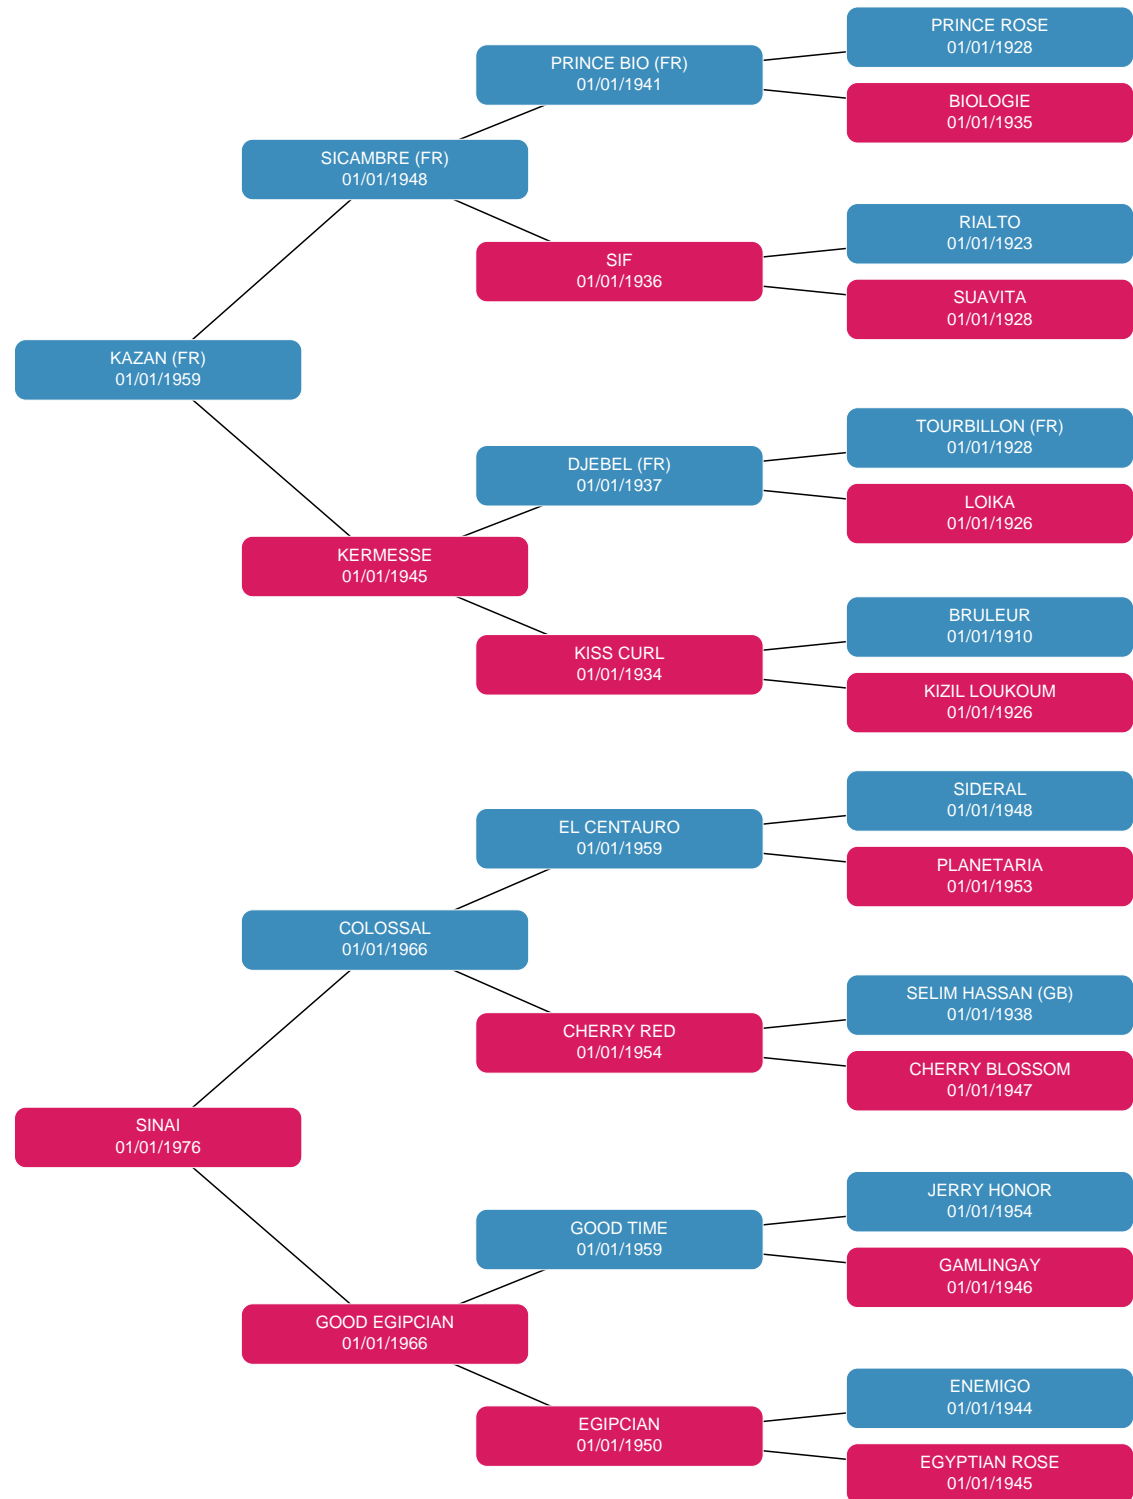 PRINCE ROSE
01/01/1928
PRINCE BIO (FR)
01/01/1941
BIOLOGIE
01/01/1935
SICAMBRE (FR)
01/01/1948
RIALTO
01/01/1923
SIF
01/01/1936
SUAVITA
01/01/1928
KAZAN (FR)
01/01/1959
TOURBILLON (FR)
01/01/1928
DJEBEL (FR)
01/01/1937
LOIKA
01/01/1926
KERMESSE
01/01/1945
BRULEUR
01/01/1910
KISS CURL
01/01/1934
KIZIL LOUKOUM
01/01/1926
SIDERAL
01/01/1948
EL CENTAURO
01/01/1959
PLANETARIA
01/01/1953
COLOSSAL
01/01/1966
SELIM HASSAN (GB)
01/01/1938
CHERRY RED
01/01/1954
CHERRY BLOSSOM
01/01/1947
SINAI
01/01/1976
JERRY HONOR
01/01/1954
GOOD TIME
01/01/1959
GAMLINGAY
01/01/1946
GOOD EGIPCIAN
01/01/1966
ENEMIGO
01/01/1944
EGIPCIAN
01/01/1950
EGYPTIAN ROSE
01/01/1945